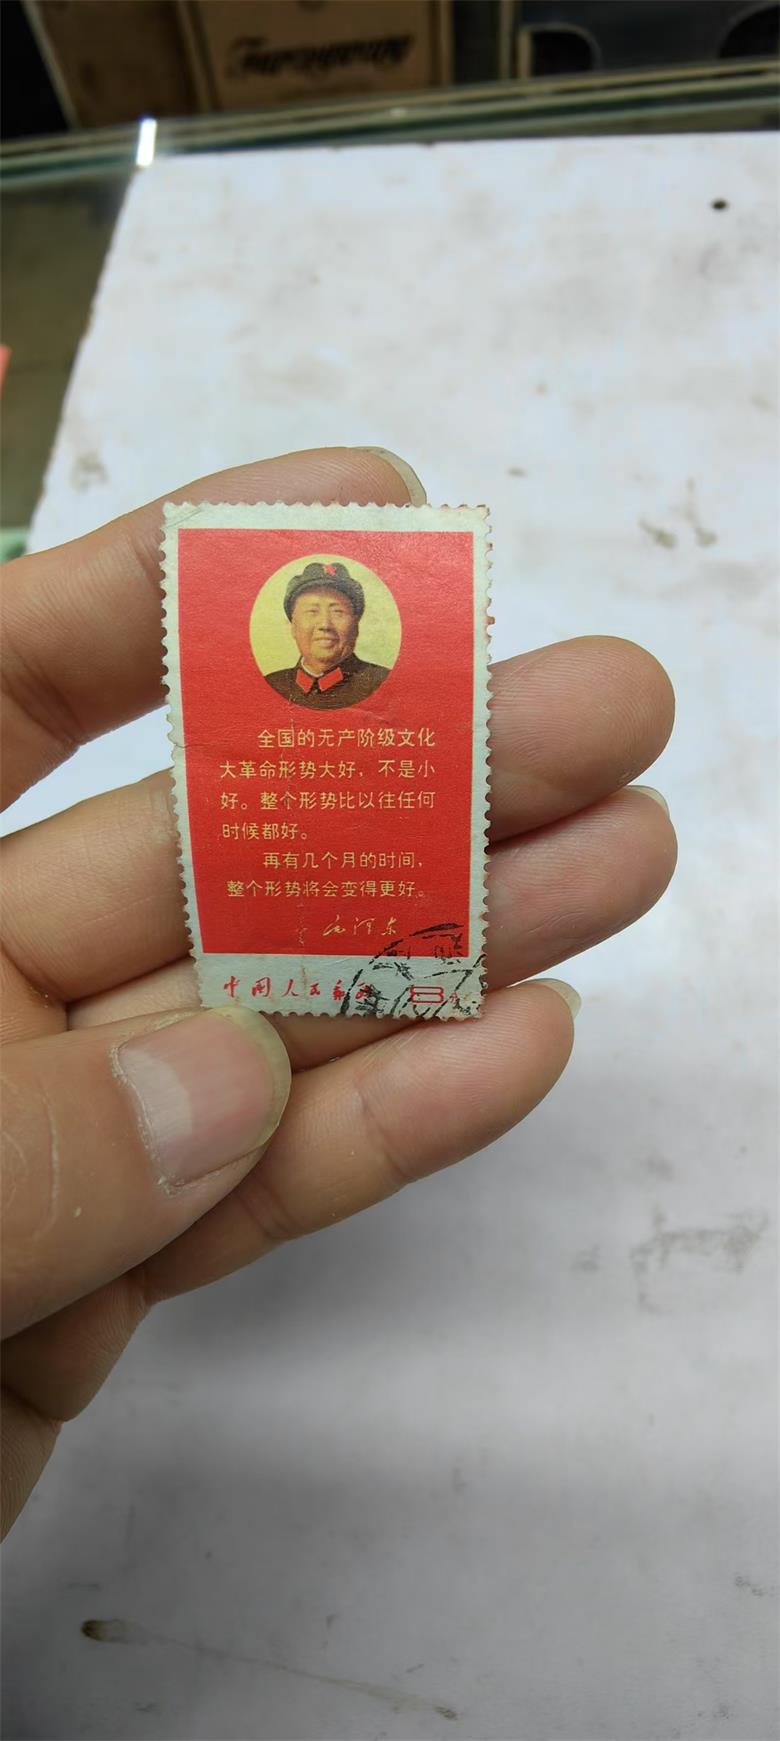 全国的无产阶级文化
大革命形势大好，不是小
好。整个形势比以往任何
时候都好。
再有几个月的时间，
整个形势将会变得更好。
毛泽东
中国人民邮政 8分